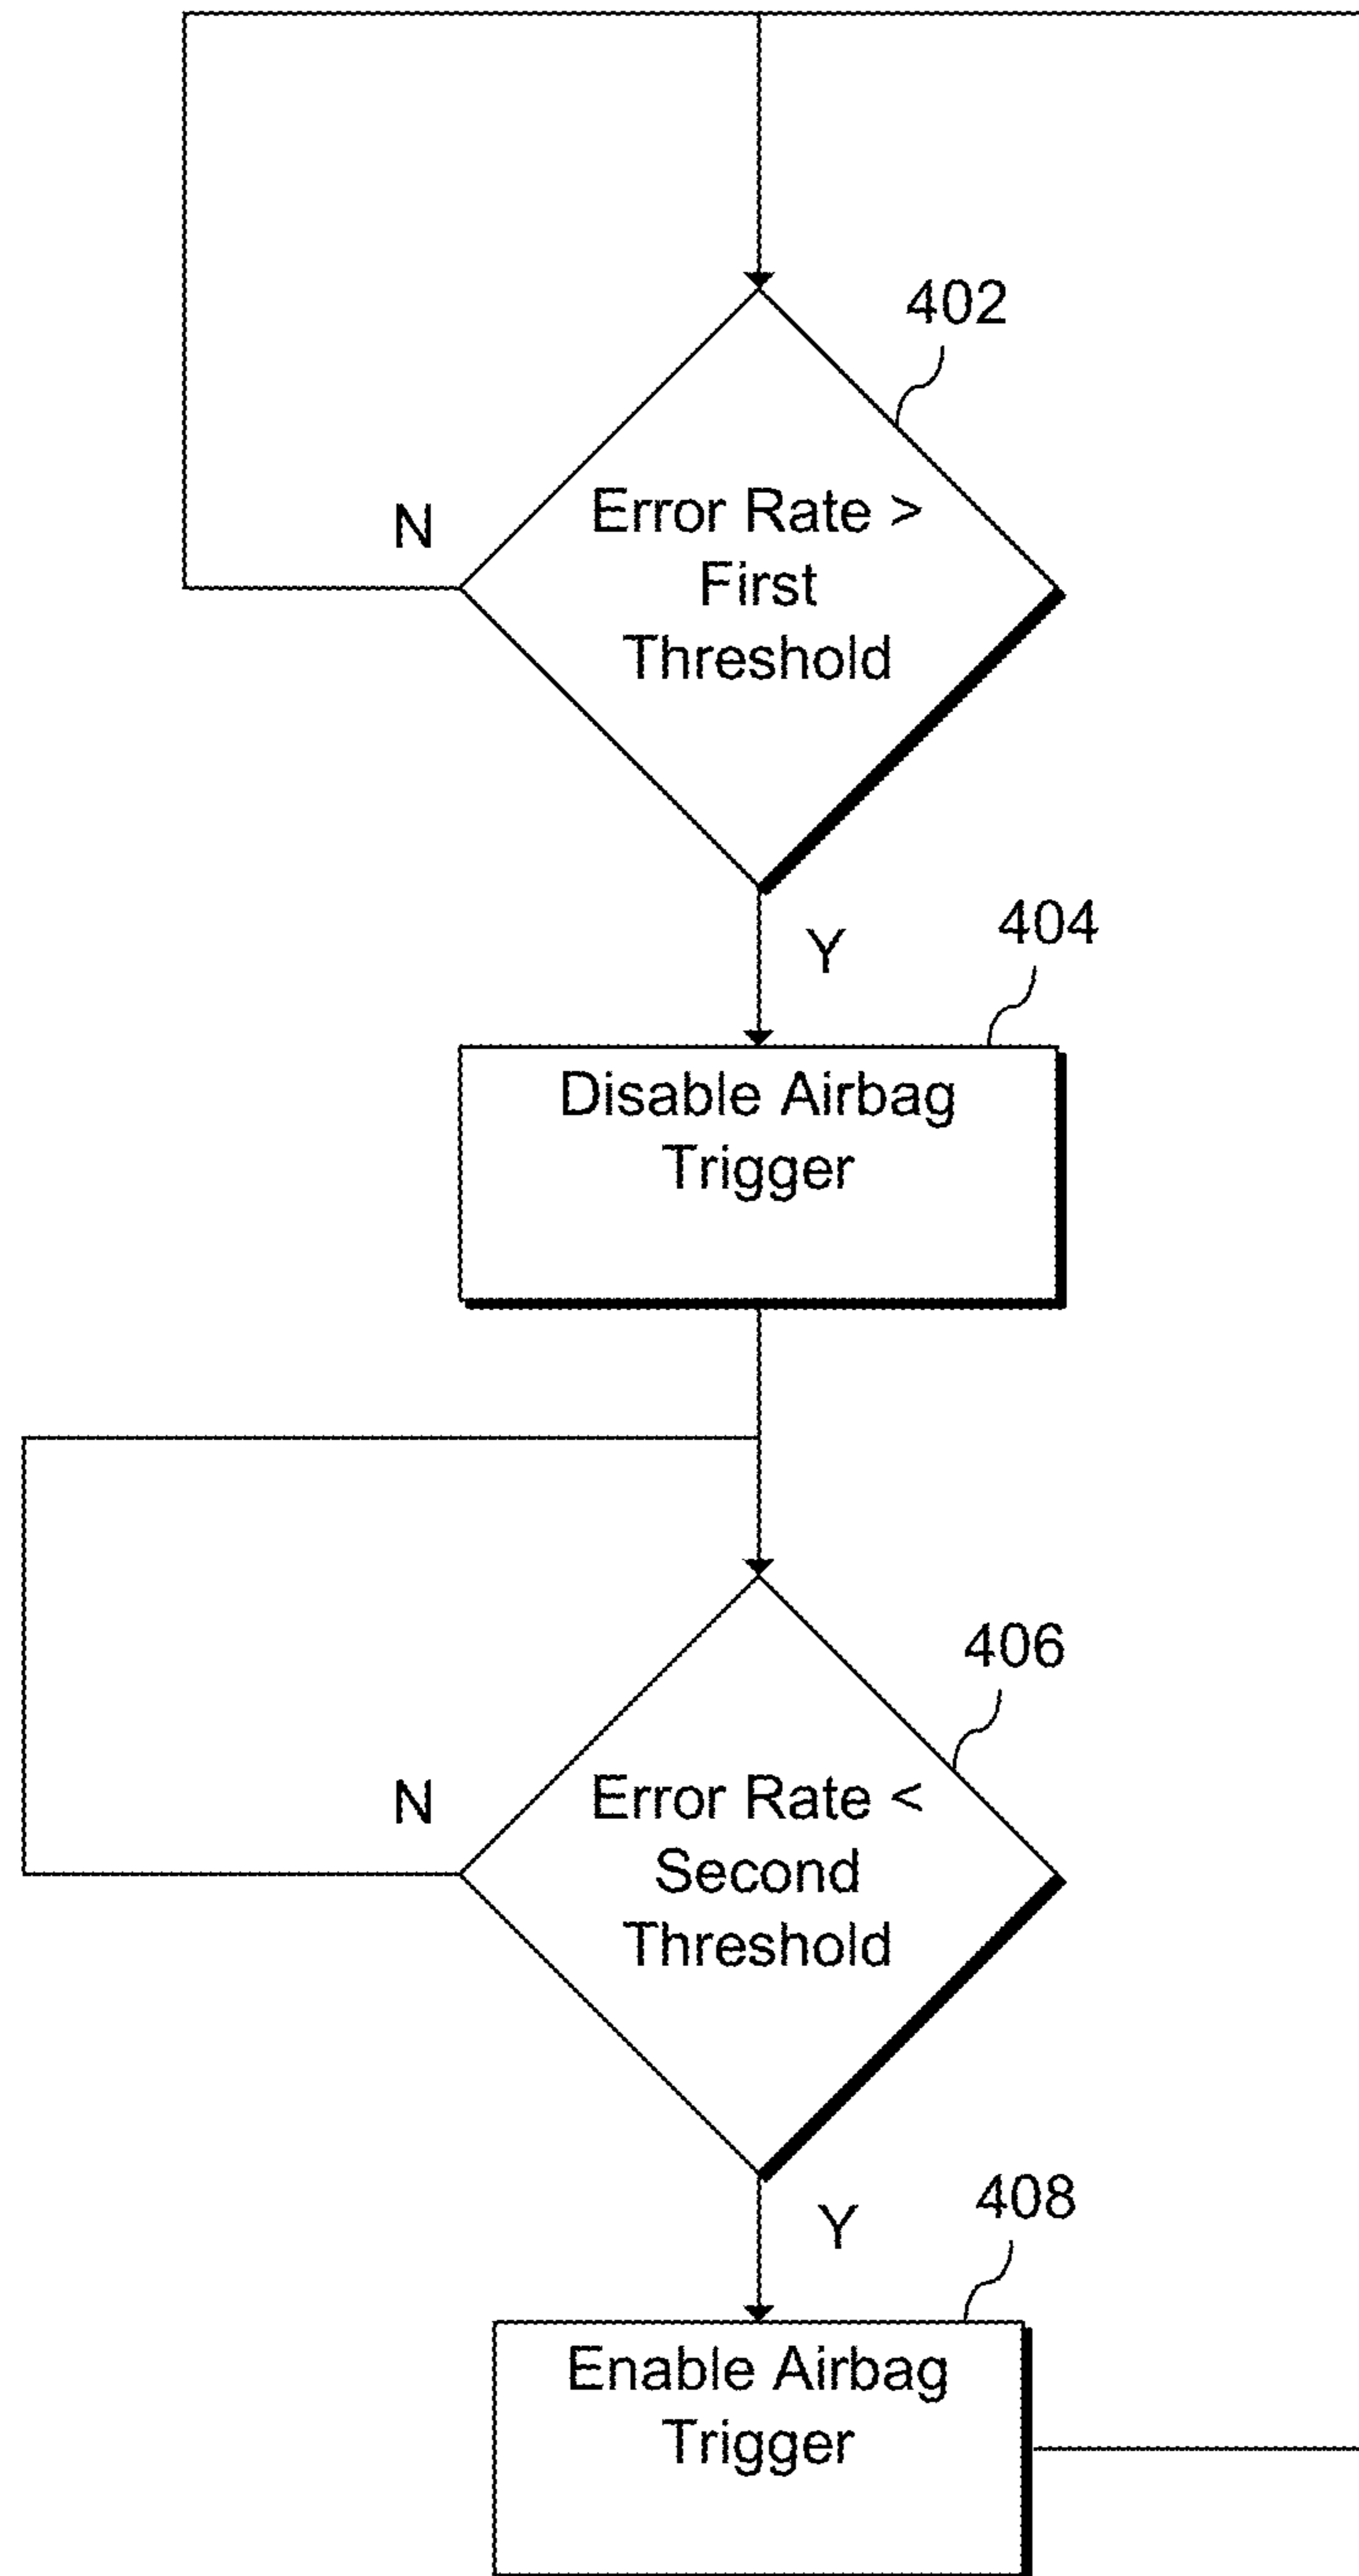 402
Error Rate >
First
Threshold
N
Y
404
Disable Airbag
Trigger
406
Error Rate <
Second
Threshold
N
Y
408
Enable Airbag
Trigger